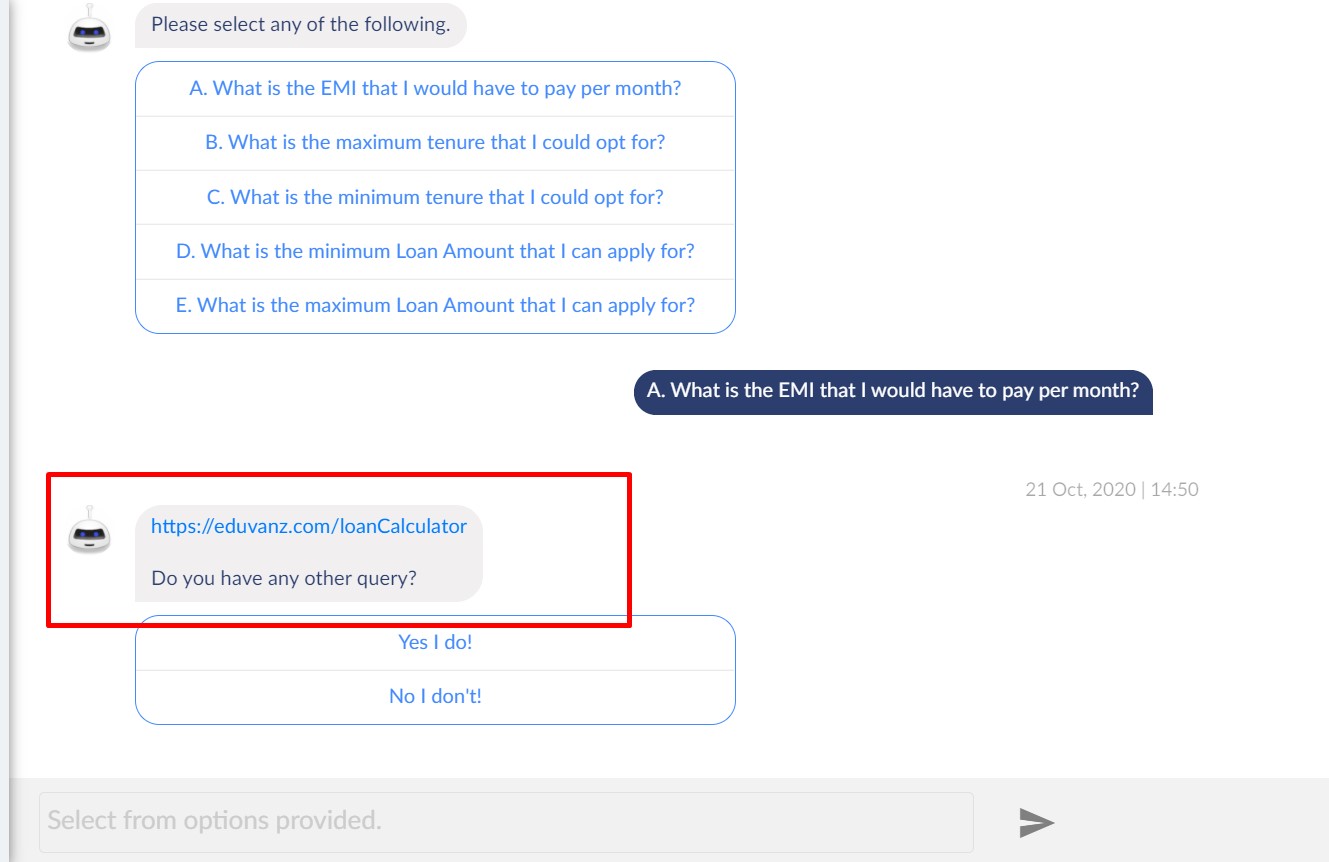 Please select any of the following.
A. What is the EMI that I would have to pay per month?
B. What is the maximum tenure that I could opt for?
C. What is the minimum tenure that I could opt for?
D. What is the minimum Loan Amount that I can apply for?
E. What is the maximum Loan Amount that I can apply for?
A. What is the EMI that I would have to pay per month?
21 Oct, 2020 | 14:50
https://eduvanz.com/loanCalculator
Do you have any other query?
Yes I do!
No I don't!
Select from options provided.